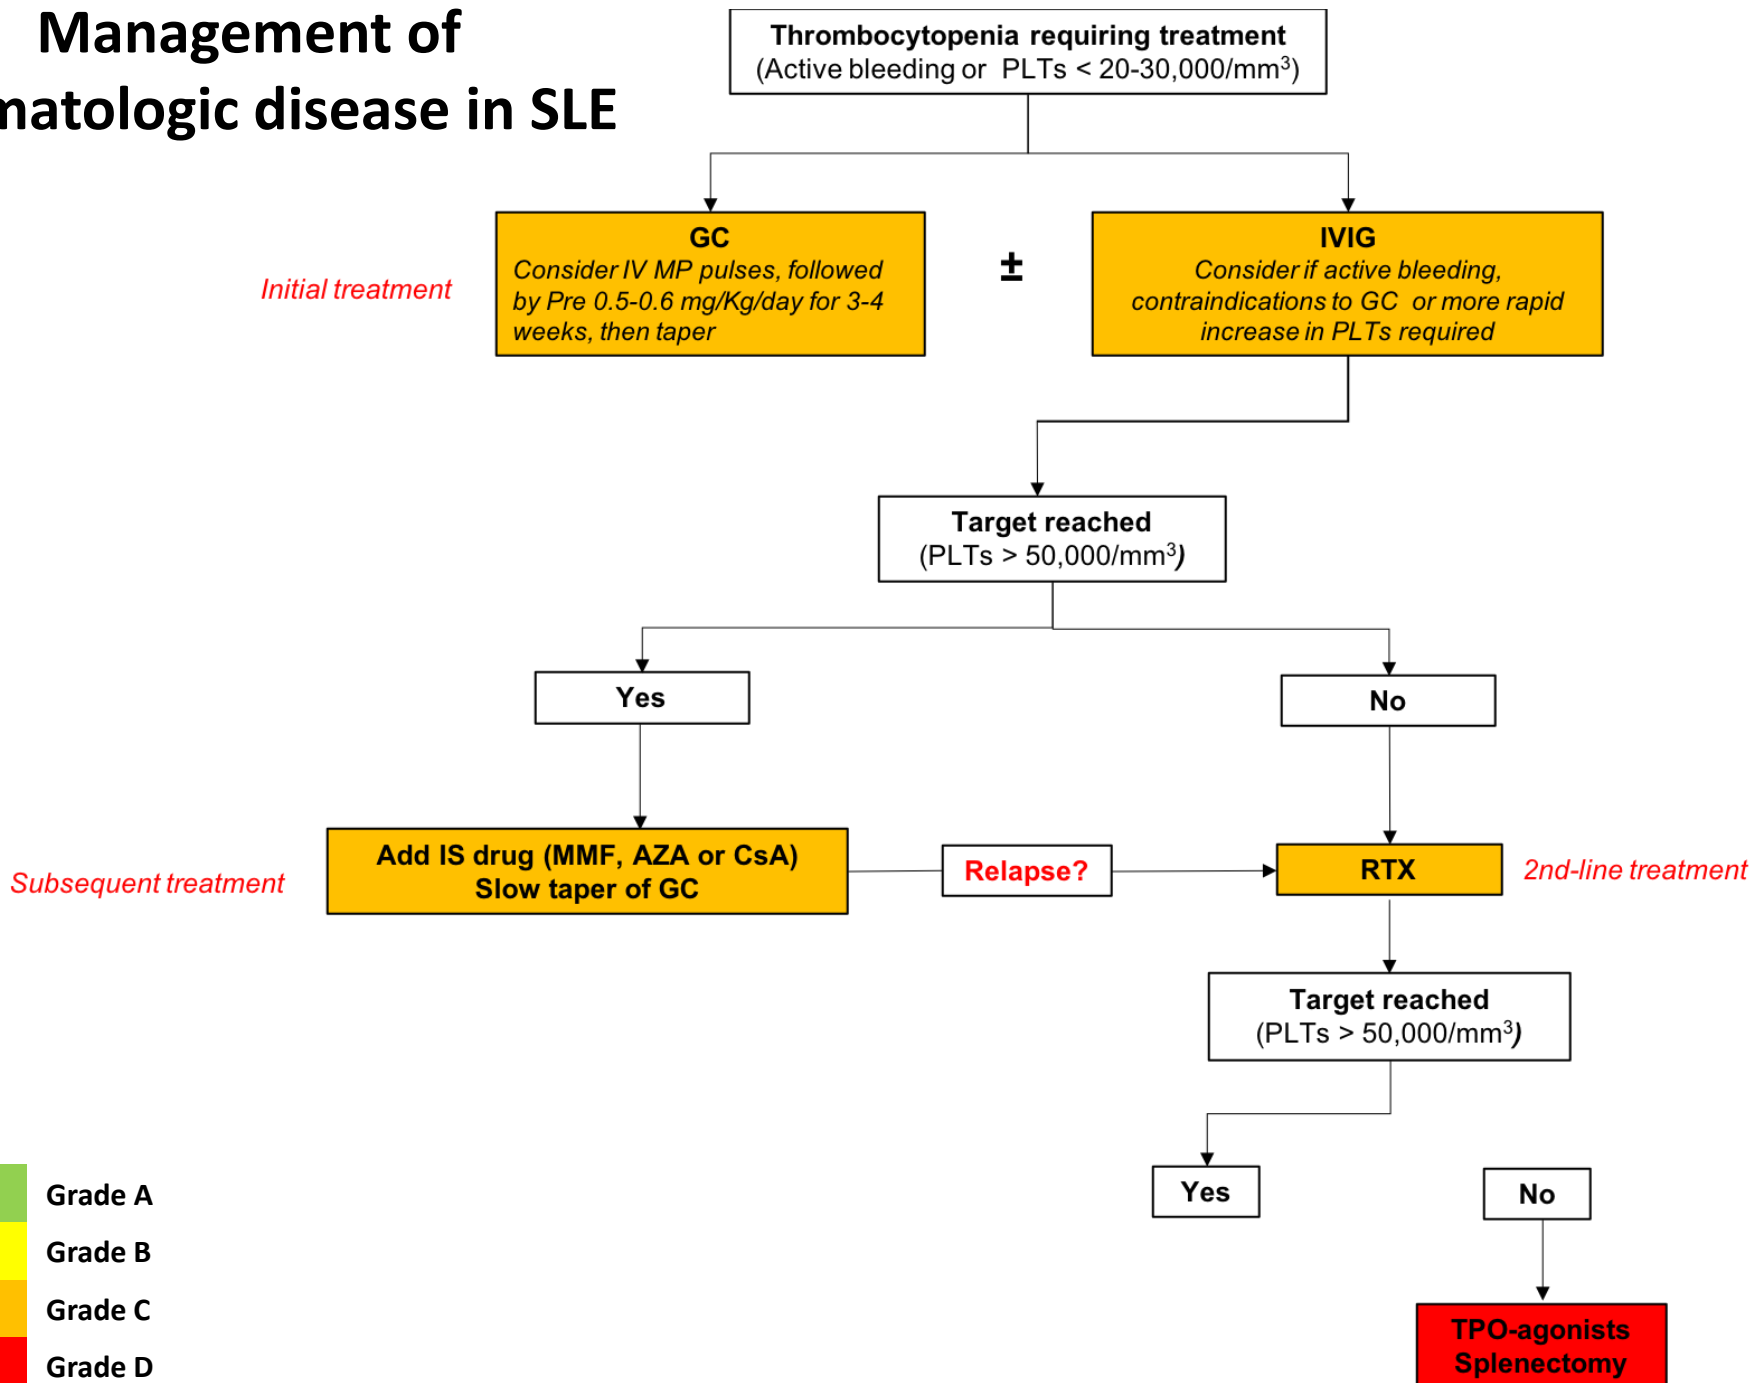 Management of
matologic disease in SLE
Thrombocytopenia requiring treatment
(Active bleeding or PLTs < 20-30,000/mm³)
Initial treatment
GC
Consider IV MP pulses, followed
by Pre 0.5-0.6 mg/Kg/day for 3-4
weeks, then taper
±
IVIG
Consider if active bleeding,
contraindications to GC or more rapid
increase in PLTs required
Target reached
(PLTs > 50,000/mm³)
Yes
No
Subsequent treatment
Add IS drug (MMF, AZA or CsA)
Slow taper of GC
Relapse?
RTX
2nd-line treatment
Target reached
(PLTs > 50,000/mm³)
Yes
No
TPO-agonists
Splenectomy
Grade A
Grade B
Grade C
Grade D